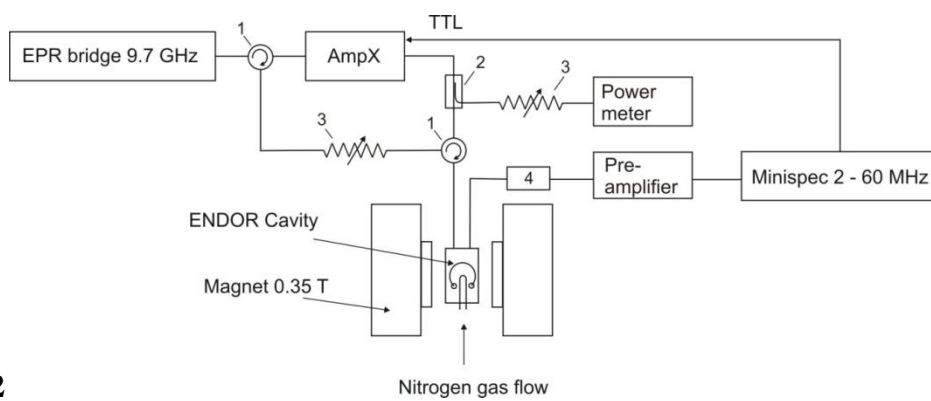 TTL
1
EPR bridge 9.7 GHz
AmpX
2
3
Power
meter
3
1
4
Pre-
amplifier
Minispec 2 - 60 MHz
ENDOR Cavity
Magnet 0.35 T
Nitrogen gas flow
2